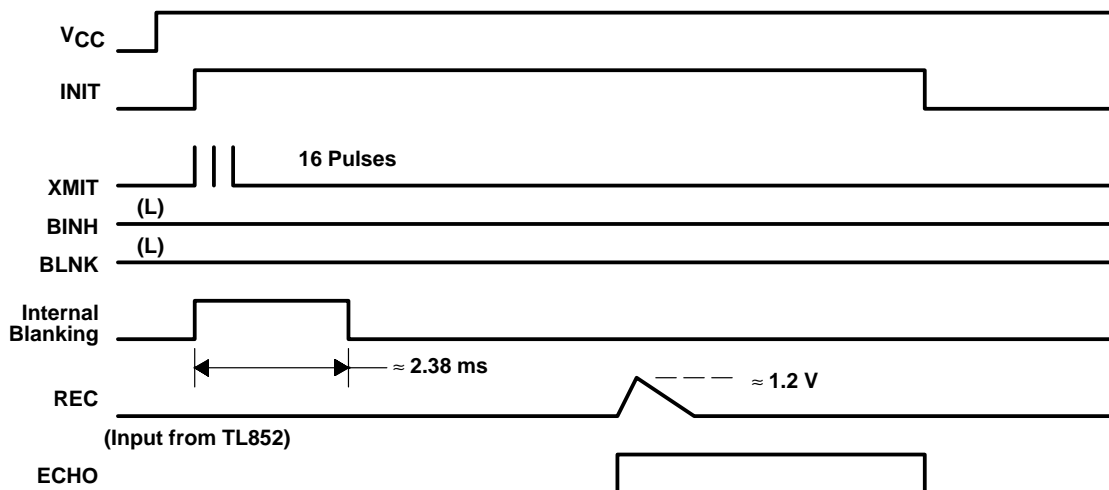 VCC
INIT
16 Pulses
XMIT
(L)
BINH
(L)
BLNK
Internal
Blanking
≈ 2.38 ms
≈ 1.2 V
REC
(Input from TL852)
ECHO